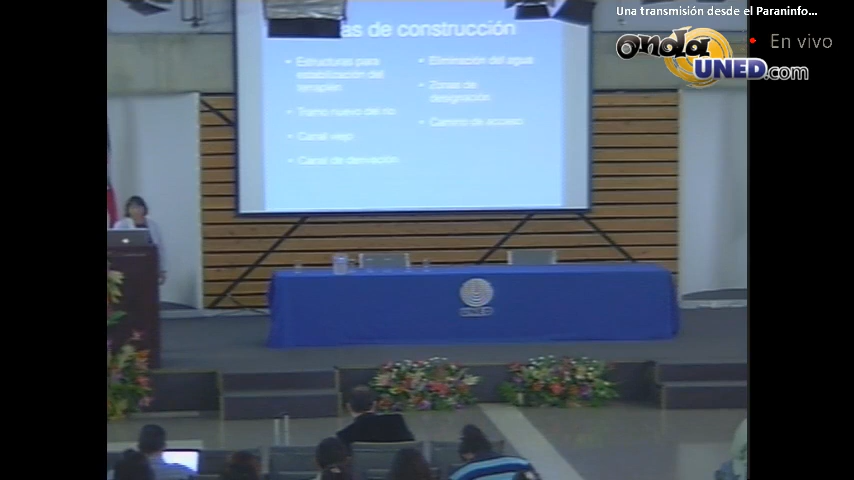 Una transmisión desde el Paraninfo...
onda
UNED.com
En vivo
as de construcción
• Estructuras para
estabilización del
• Eliminación del agua
• Zonas de
designación
• Tramo nuevo del río
• Camino de acceso
• Canal viejo
• Canal de derivación
UNED